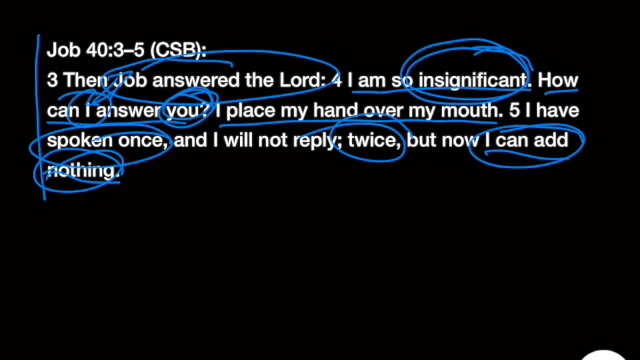 Job 40:3–5 (CSB):
3 Then Job answered the Lord: 4 I am so insignificant. How
can I answer you? I place my hand over my mouth. 5 I have
spoken once, and I will not reply; twice, but now I can add
nothing.